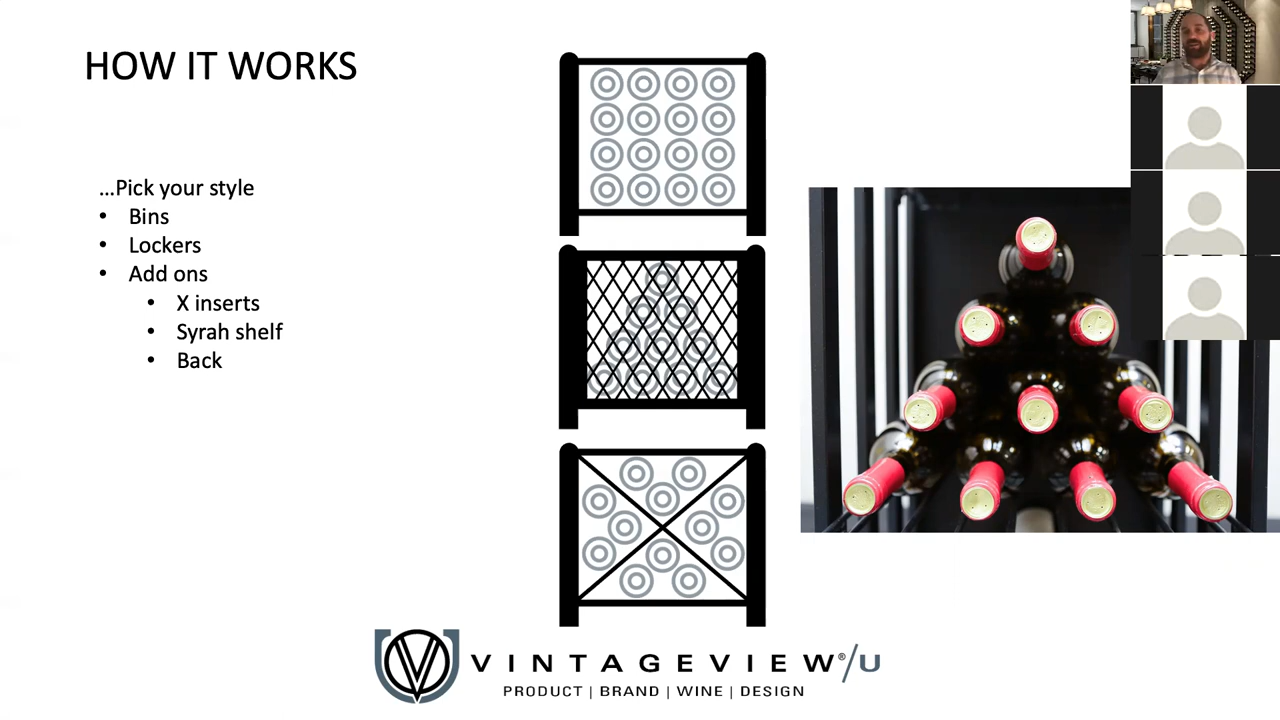 HOW IT WORKS
...Pick your style
• Bins
• Lockers
• Add ons
• X inserts
• Syrah shelf
• Back
VINTAGEVIEW®/U
PRODUCT | BRAND | WINE | DESIGN